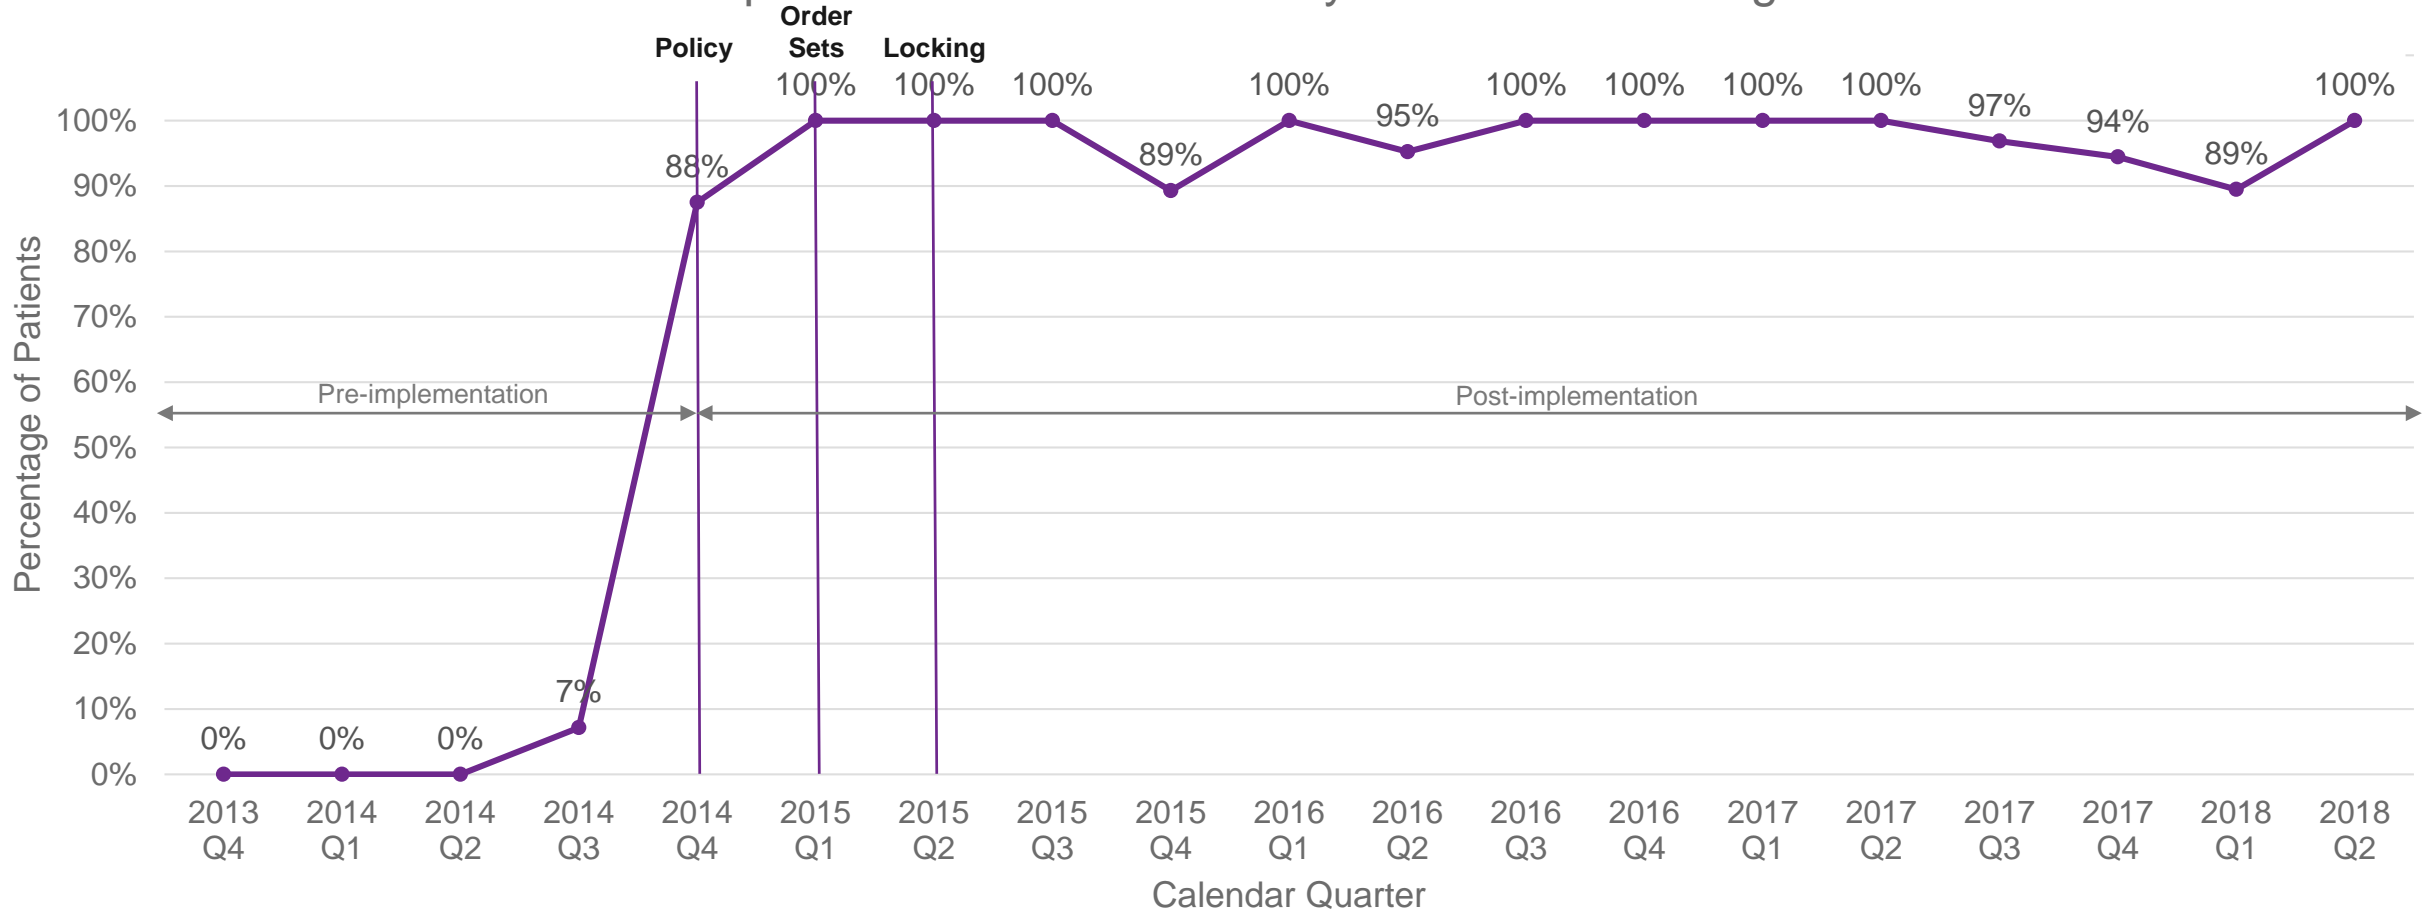 Order
Policy Sets Locking
100% 100% 100% 100% 100% 100% 100% 100% 100%
88% 89% 95% 97% 94% 89%
100%
90%
80%
70%
60%
50%
40%
30%
20%
10%
0%
Percentage of Patients
Pre-implementation Post-implementation
7%
0% 0% 0%
2013 2014 2014 2014 2014 2015 2015 2015 2015 2016 2016 2016 2016 2017 2017 2017 2017 2018 2018
Q4 Q1 Q2 Q3 Q4 Q1 Q2 Q3 Q4 Q1 Q2 Q3 Q4 Q1 Q2 Q3 Q4 Q1 Q2
Calendar Quarter